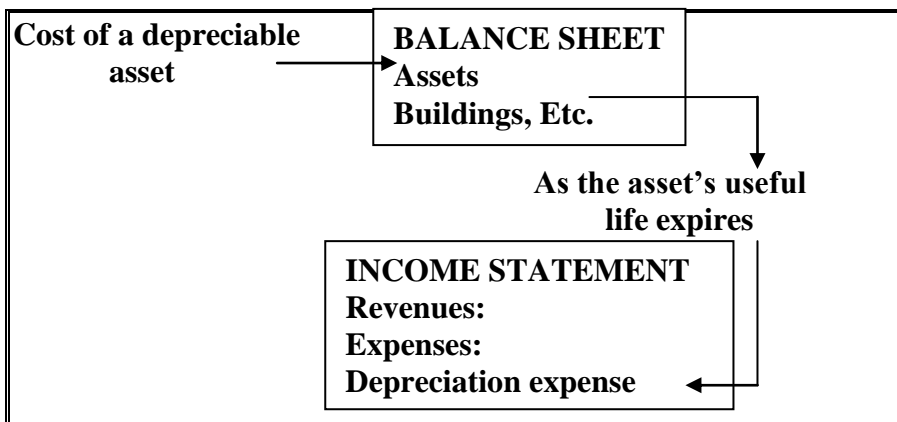 Cost of a depreciable
asset
BALANCE SHEET
Assets
Buildings, Etc.
As the asset’s useful
life expires
INCOME STATEMENT
Revenues:
Expenses:
Depreciation expense